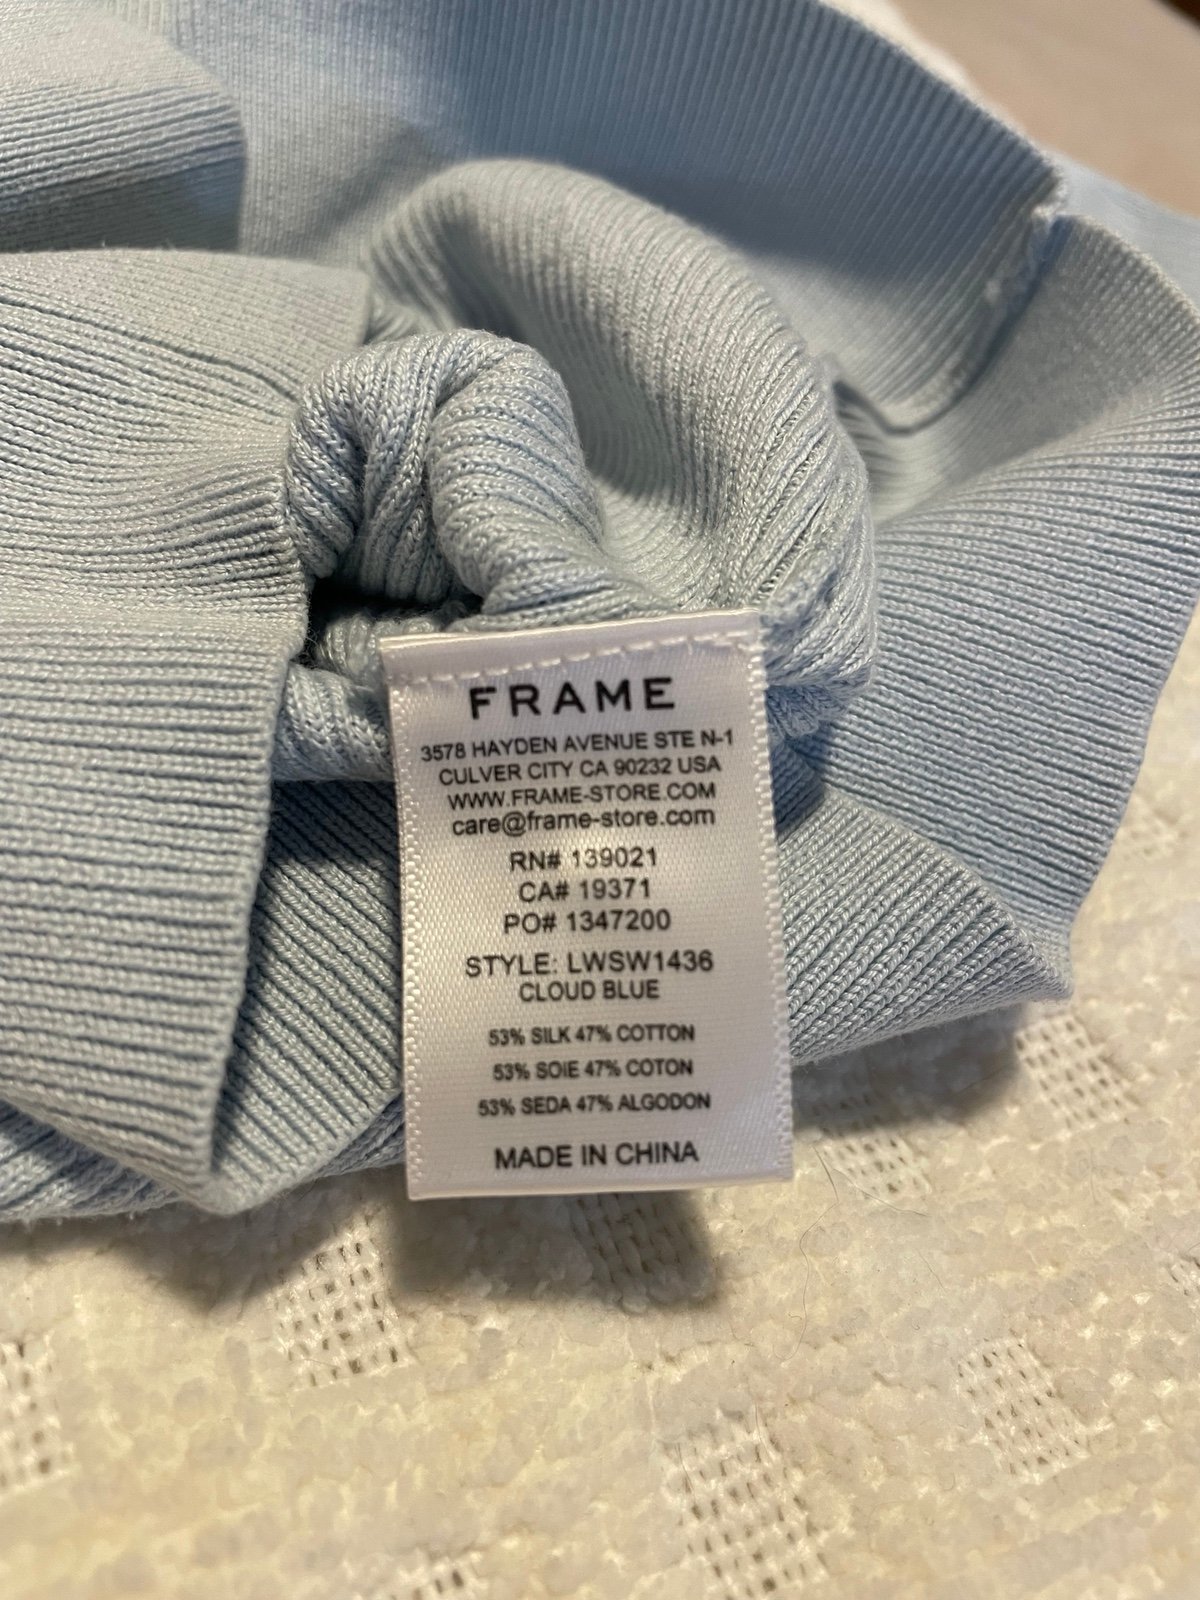 FRAME
3578 HAYDEN AVENUE STE N-1
CULVER CITY CA 90232 USA
WWW.FRAME-STORE.COM
care@frame-store.com
RN# 139021
CA# 19371
PO# 1347200
STYLE: LWSW1436
CLOUD BLUE
53% SILK 47% COTTON
53% SOIE 47% COTON
53% SEDA 47% ALGODON
MADE IN CHINA